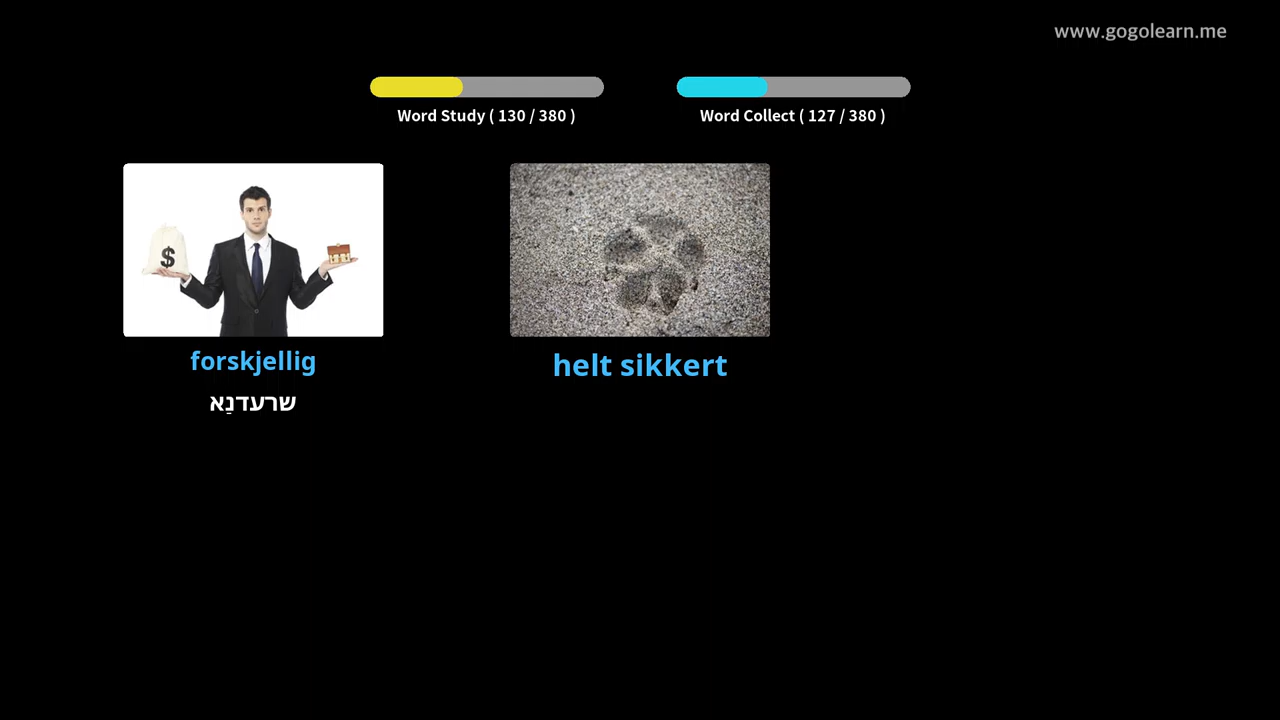 www.gogolearn.me
Word Study ( 130 / 380 )
Word Collect ( 127 / 380 )
forskjellig
שרעדנַא
helt sikkert
$